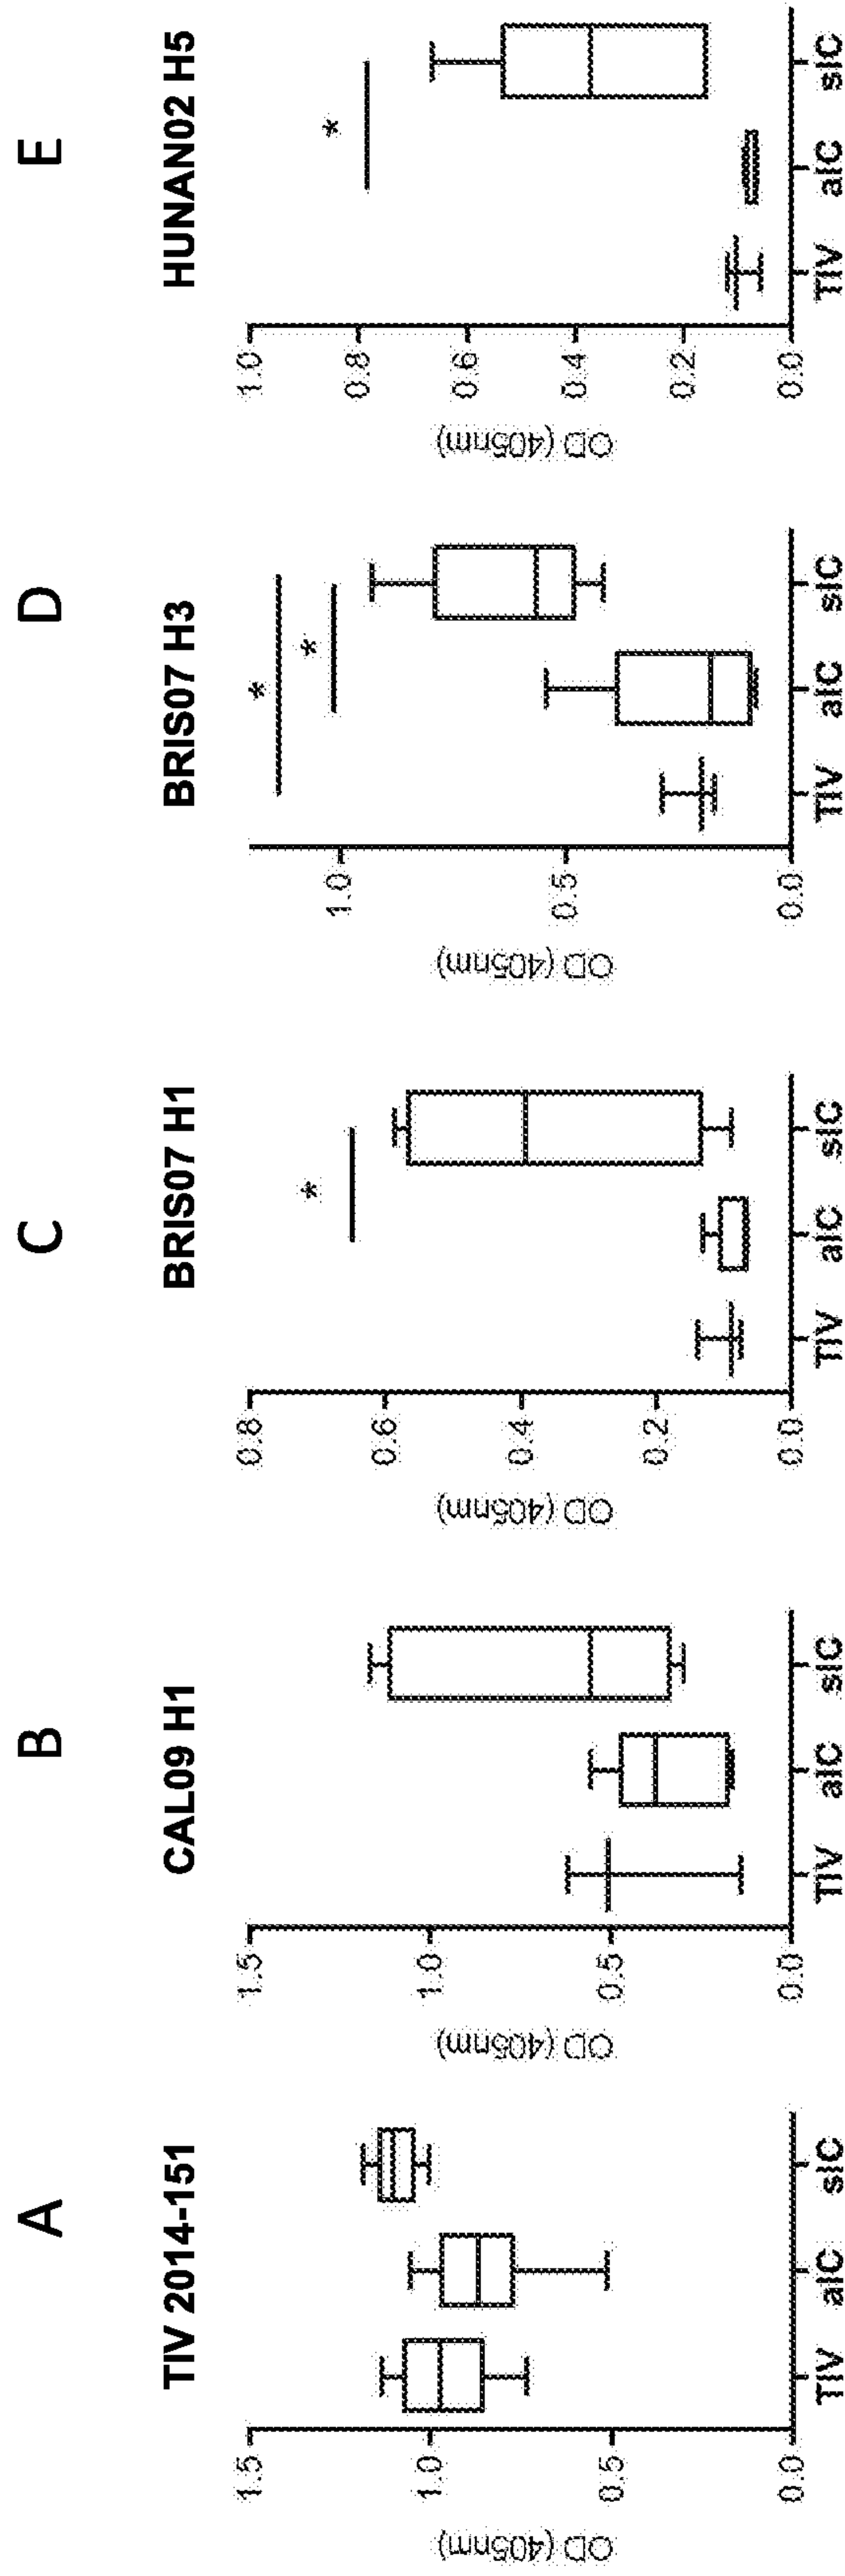 A
TIV 2014-151
OD (405nm)
1.5
1.0
0.5
0.0
TIV aIC sIC
B
CAL09 H1
OD (405nm)
1.5
1.0
0.5
0.0
TIV aIC sIC
C
BRIS07 H1
OD (405nm)
0.8
0.6
0.4
0.2
0.0
*
TIV aIC sIC
D
BRIS07 H3
OD (405nm)
1.0
0.5
0.0
*
*
TIV aIC sIC
E
HUNAN02 H5
OD (405nm)
1.0
0.8
0.6
0.4
0.2
0.0
*
TIV aIC sIC